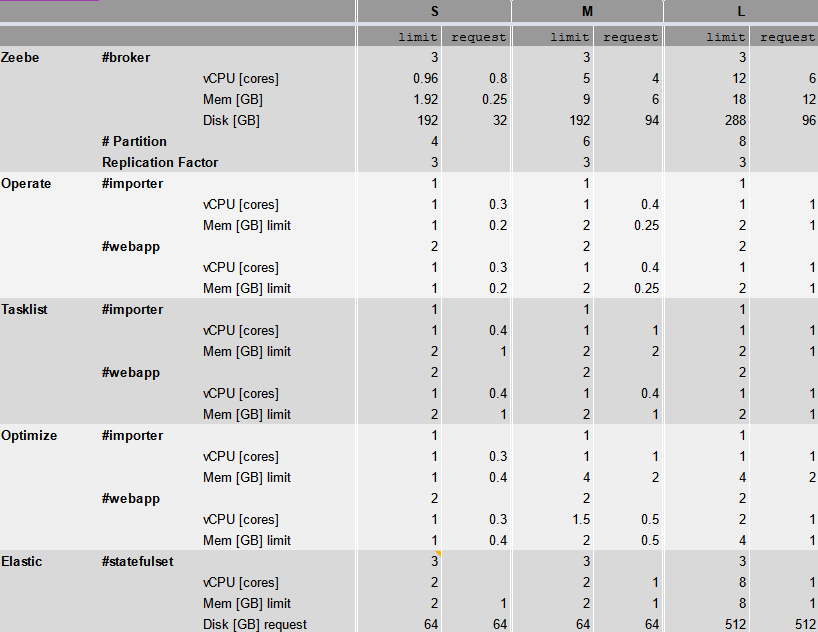 S M L
limit request limit request limit request
Zeebe #broker 3 3 3
vCPU [cores] 0.96 0.8 5 4 12 6
Mem [GB] 1.92 0.25 9 6 18 12
Disk [GB] 192 32 192 94 288 96
# Partition 4 6 8
Replication Factor 3 3 3
Operate #importer 1 1 1
vCPU [cores] 1 0.3 1 0.4 1 1
Mem [GB] limit 1 0.2 2 0.25 2 1
#webapp 2 2 2
vCPU [cores] 1 0.3 1 0.4 1 1
Mem [GB] limit 1 0.2 2 0.25 2 1
Tasklist #importer 1 1 1
vCPU [cores] 1 0.4 1 1 1 1
Mem [GB] limit 2 1 2 2 2 1
#webapp 2 2 2
vCPU [cores] 1 0.4 1 0.4 1 1
Mem [GB] limit 2 1 2 1 2 1
Optimize #importer 1 1 1
vCPU [cores] 1 0.3 1 1 1 1
Mem [GB] limit 1 0.4 4 2 4 2
#webapp 2 2 2
vCPU [cores] 1 0.3 1.5 0.5 2 1
Mem [GB] limit 1 0.4 2 0.5 4 1
Elastic #statefulset 3 3 3
vCPU [cores] 2 2 1 8 1
Mem [GB] limit 2 1 2 1 8 1
Disk [GB] request 64 64 64 64 512 512